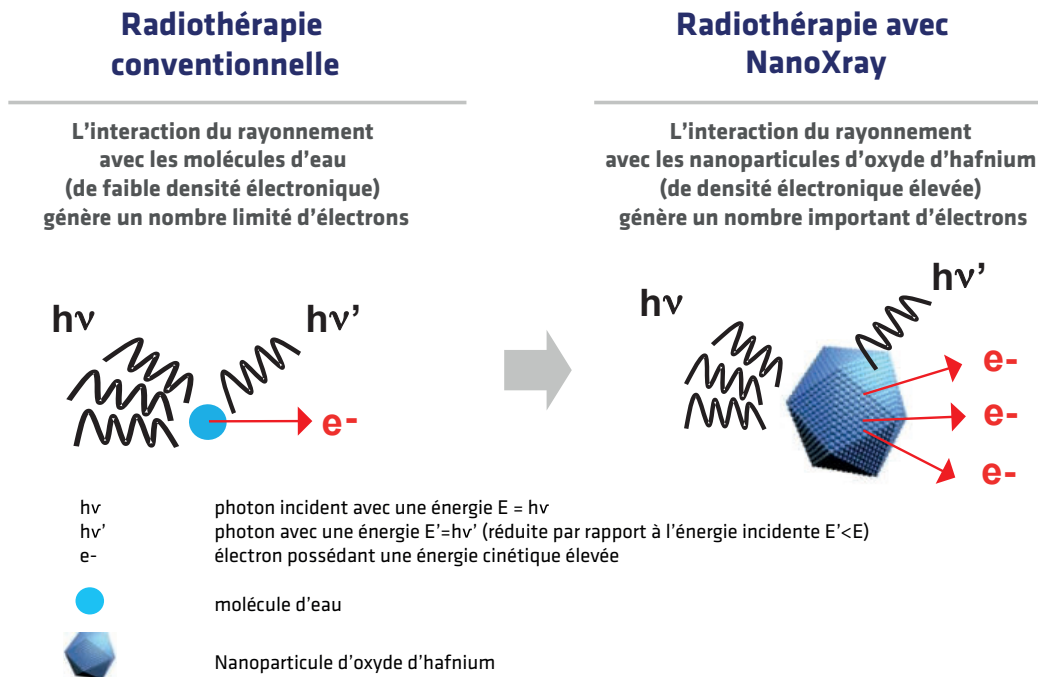 Radiothérapie
conventionnelle
L'interaction du rayonnement
avec les molécules d'eau
(de faible densité électronique)
génère un nombre limité d'électrons
hν
hν'
e-
Radiothérapie avec
NanoXray
L'interaction du rayonnement
avec les nanoparticules d'oxyde d'hafnium
(de densité électronique élevée)
génère un nombre important d'électrons
hν
hν'
e-
e-
e-
hν photon incident avec une énergie E = hν
hν' photon avec une énergie E'=hν' (réduite par rapport à l'énergie incidente E'<E)
e- électron possédant une énergie cinétique élevée
molécule d'eau
Nanoparticule d'oxyde d'hafnium